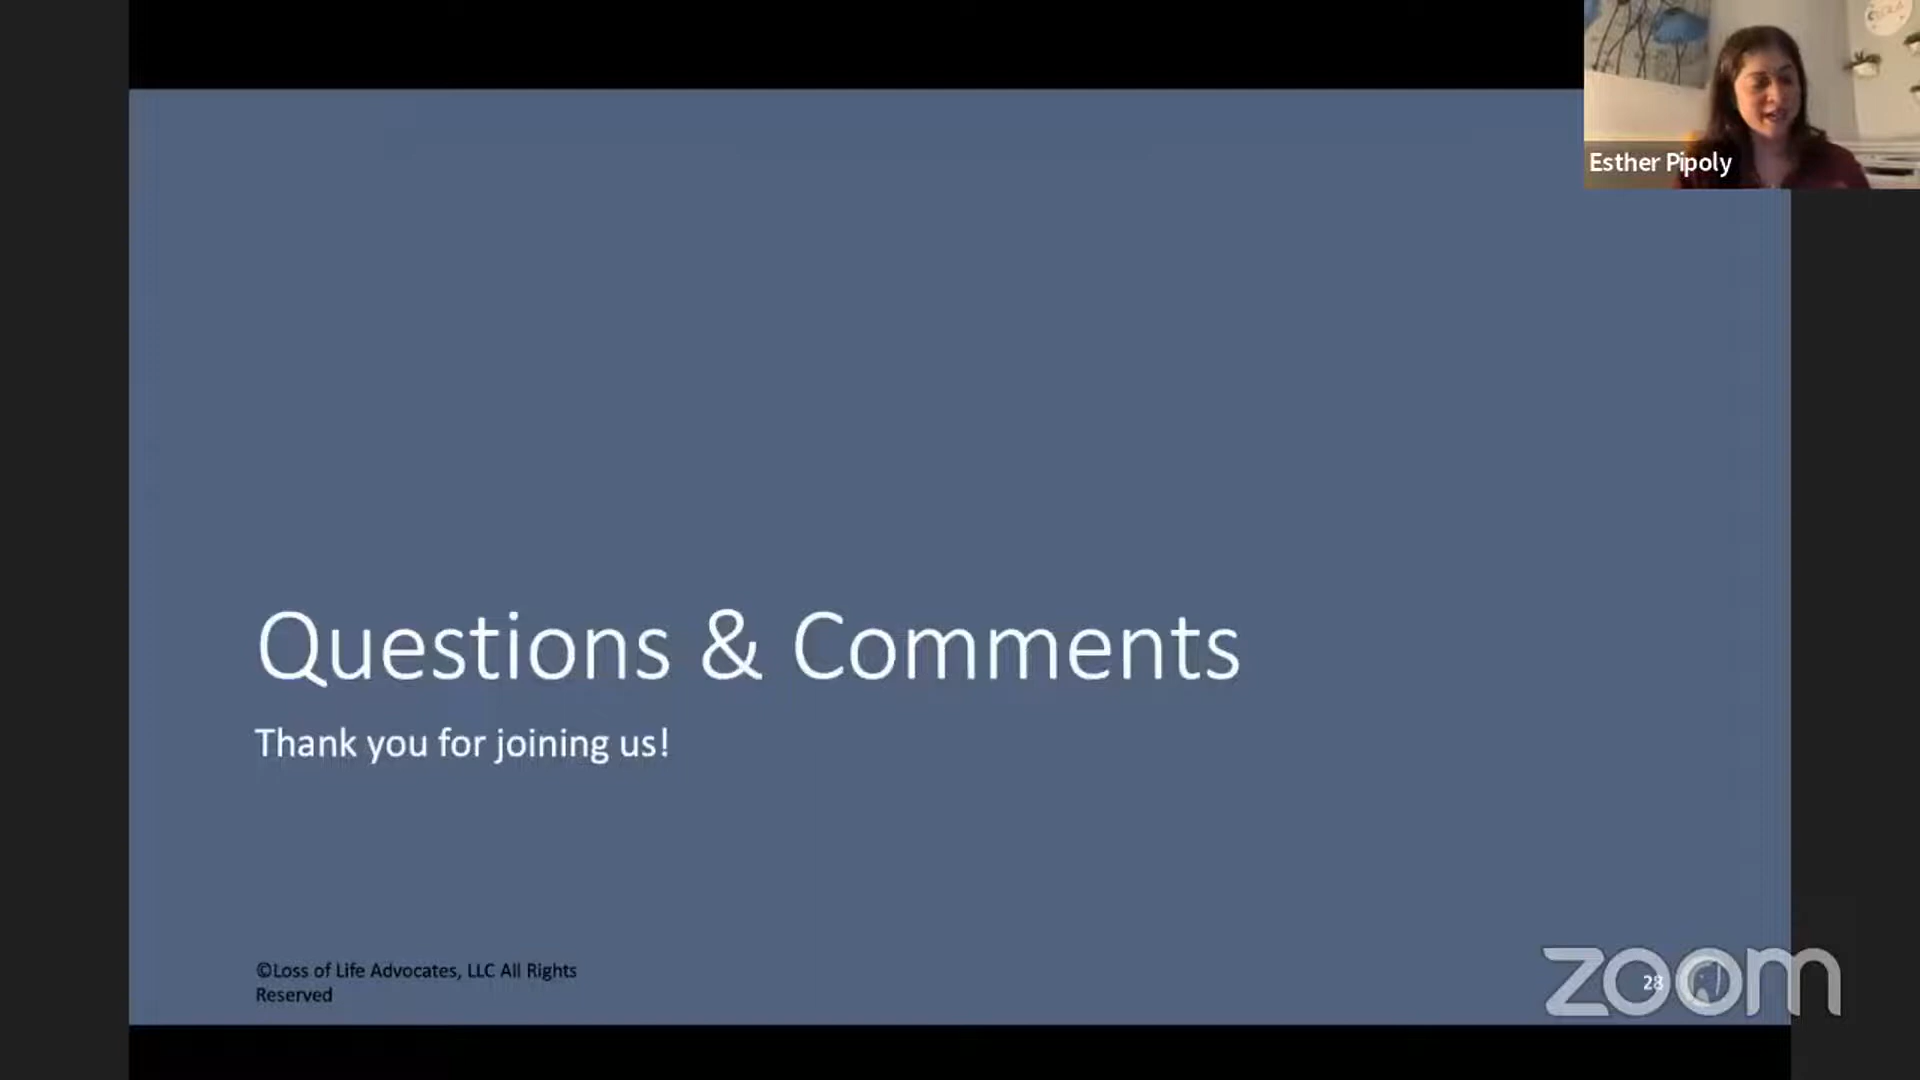 Esther Pipoly
Questions & Comments
Thank you for joining us!
©Loss of Life Advocates, LLC All Rights
Reserved
28
zoom